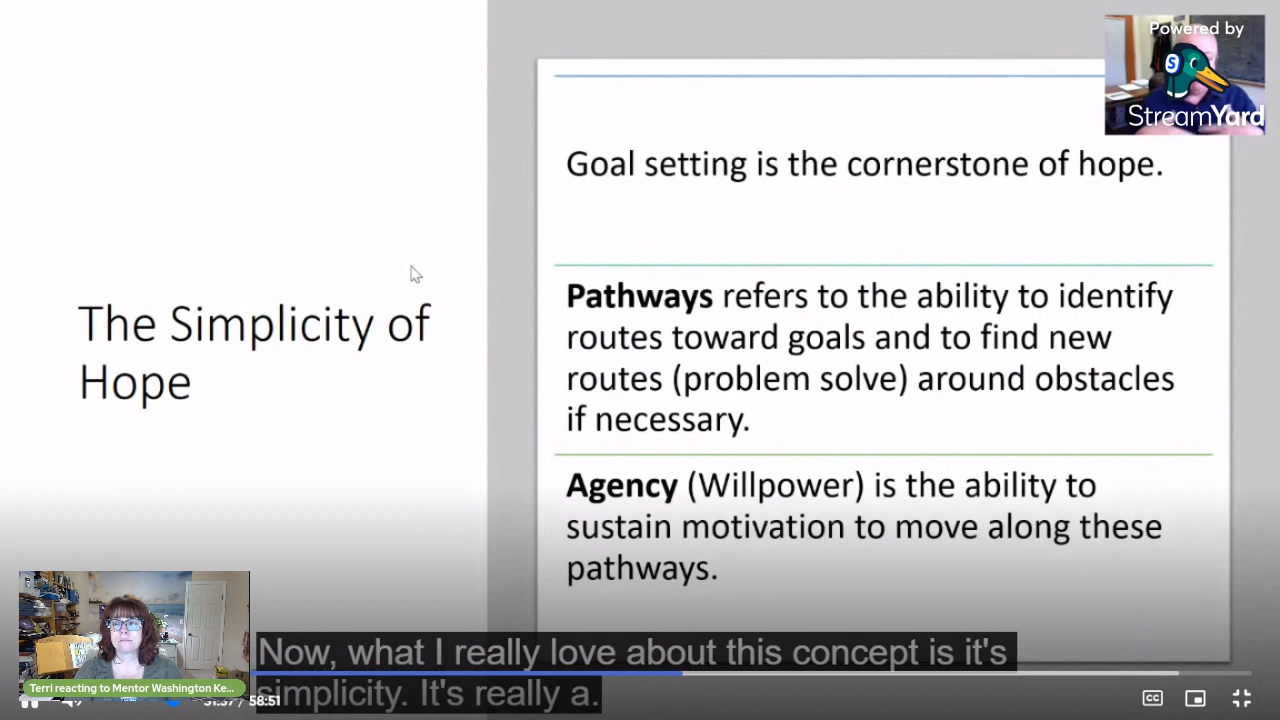 Powered by
S
StreamYard
Goal setting is the cornerstone of hope.
The Simplicity of
Hope
Pathways refers to the ability to identify
routes toward goals and to find new
routes (problem solve) around obstacles
if necessary.
Agency (Willpower) is the ability to
sustain motivation to move along these
pathways.
Now, what I really love about this concept is it's
simplicity. It's really a.
Terri reacting to Mentor Washington Ke...
/ 58:51
CC